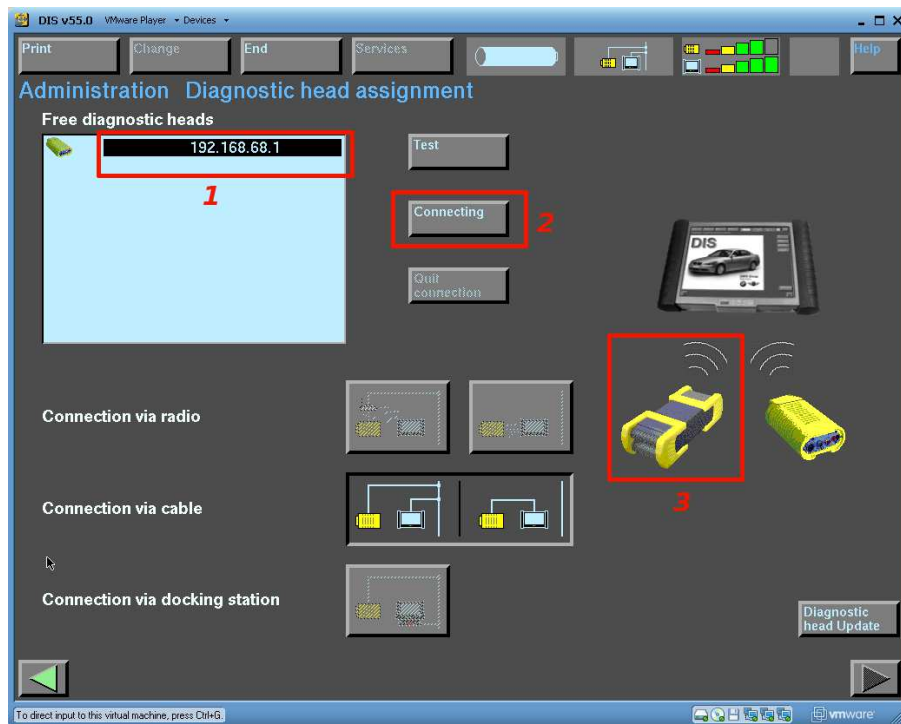 DIS v55.0 VMware Player Devices
Print Change End Services Help
Administration Diagnostic head assignment
Free diagnostic heads
192.168.68.1
Test
1
Connecting
2
Quit
connection
DIS
Connection via radio
3
Connection via cable
Connection via docking station
Diagnostic
head Update
To direct input to this virtual machine, press Ctrl+G.
vmware